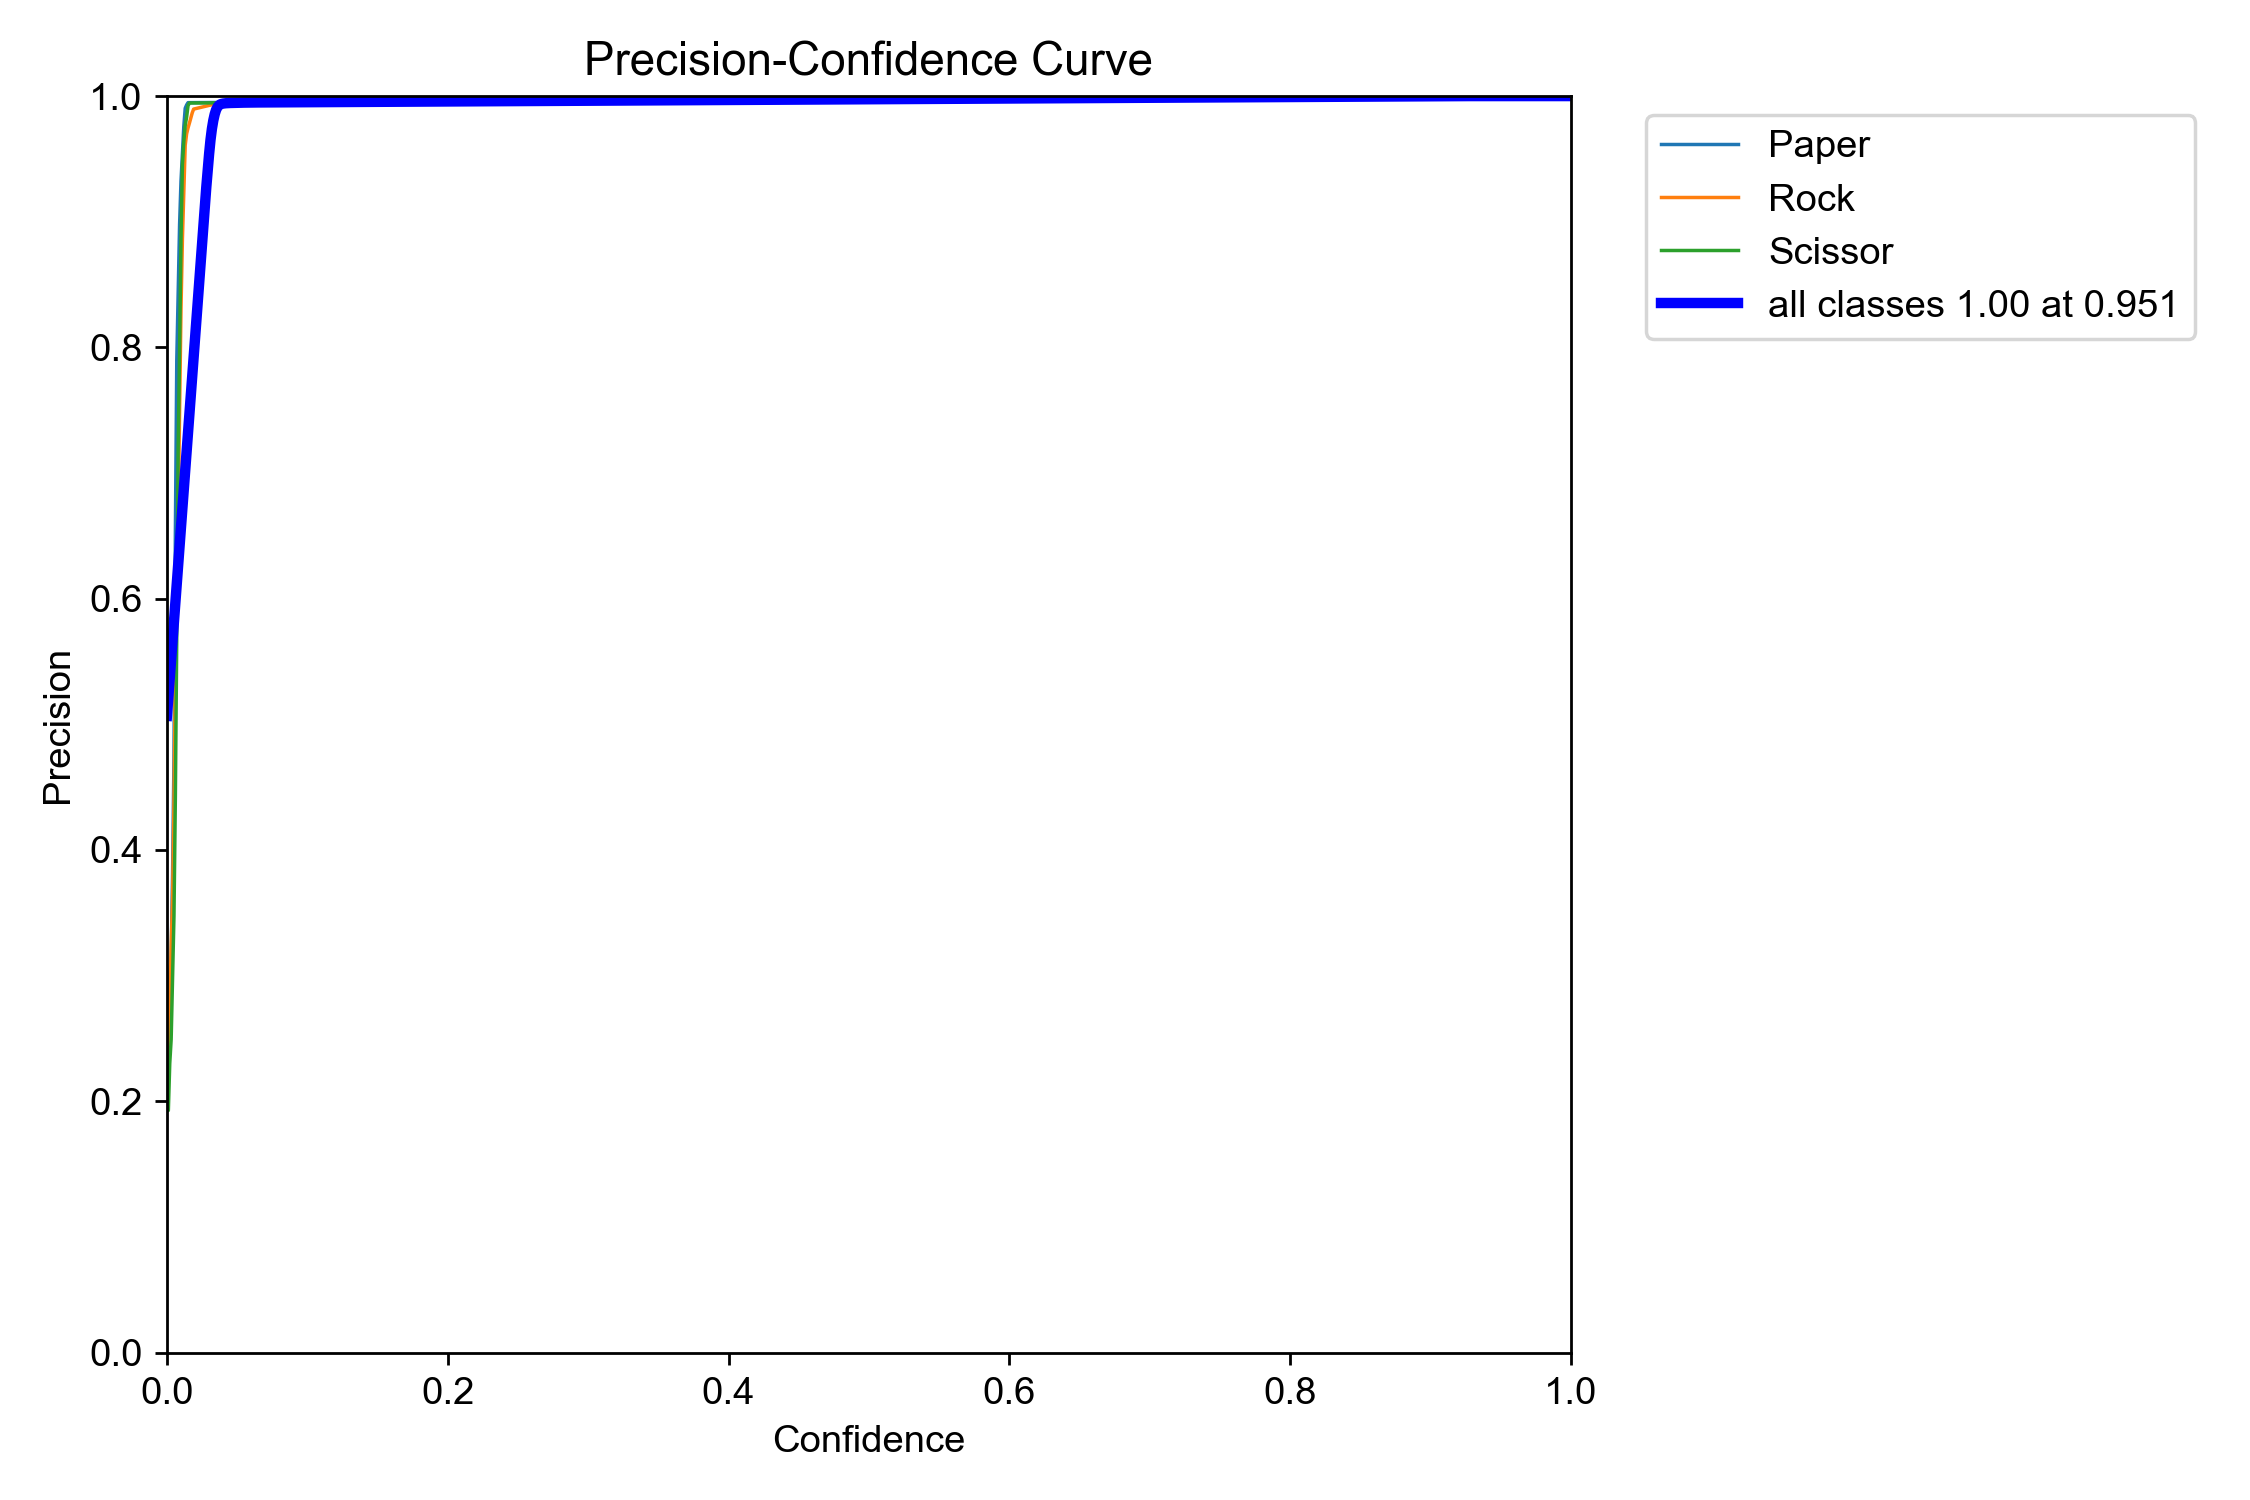 Precision-Confidence Curve
1.0
0.8
0.6
0.4
0.2
0.0
Precision
0.0 0.2 0.4 0.6 0.8 1.0
Confidence
Paper
Rock
Scissor
all classes 1.00 at 0.951